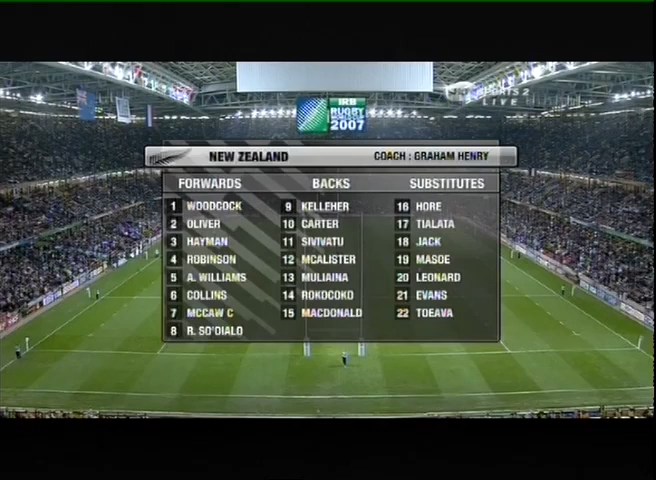 IRB
RUGBY
2007
LIVE
NEW ZEALAND
COACH : GRAHAM HENRY
FORWARDS
1 WOODCOCK
2 OLIVER
3 HAYMAN
4 ROBINSON
5 A. WILLIAMS
6 COLLINS
7 MCCAW C
8 R. SO'OIALO
BACKS
9 KELLEHER
10 CARTER
11 SIVIVATU
12 MCALISTER
13 MULIAINA
14 ROKOCOKO
15 MACDONALD
SUBSTITUTES
16 HORE
17 TIALATA
18 JACK
19 MASOE
20 LEONARD
21 EVANS
22 TOEAVA